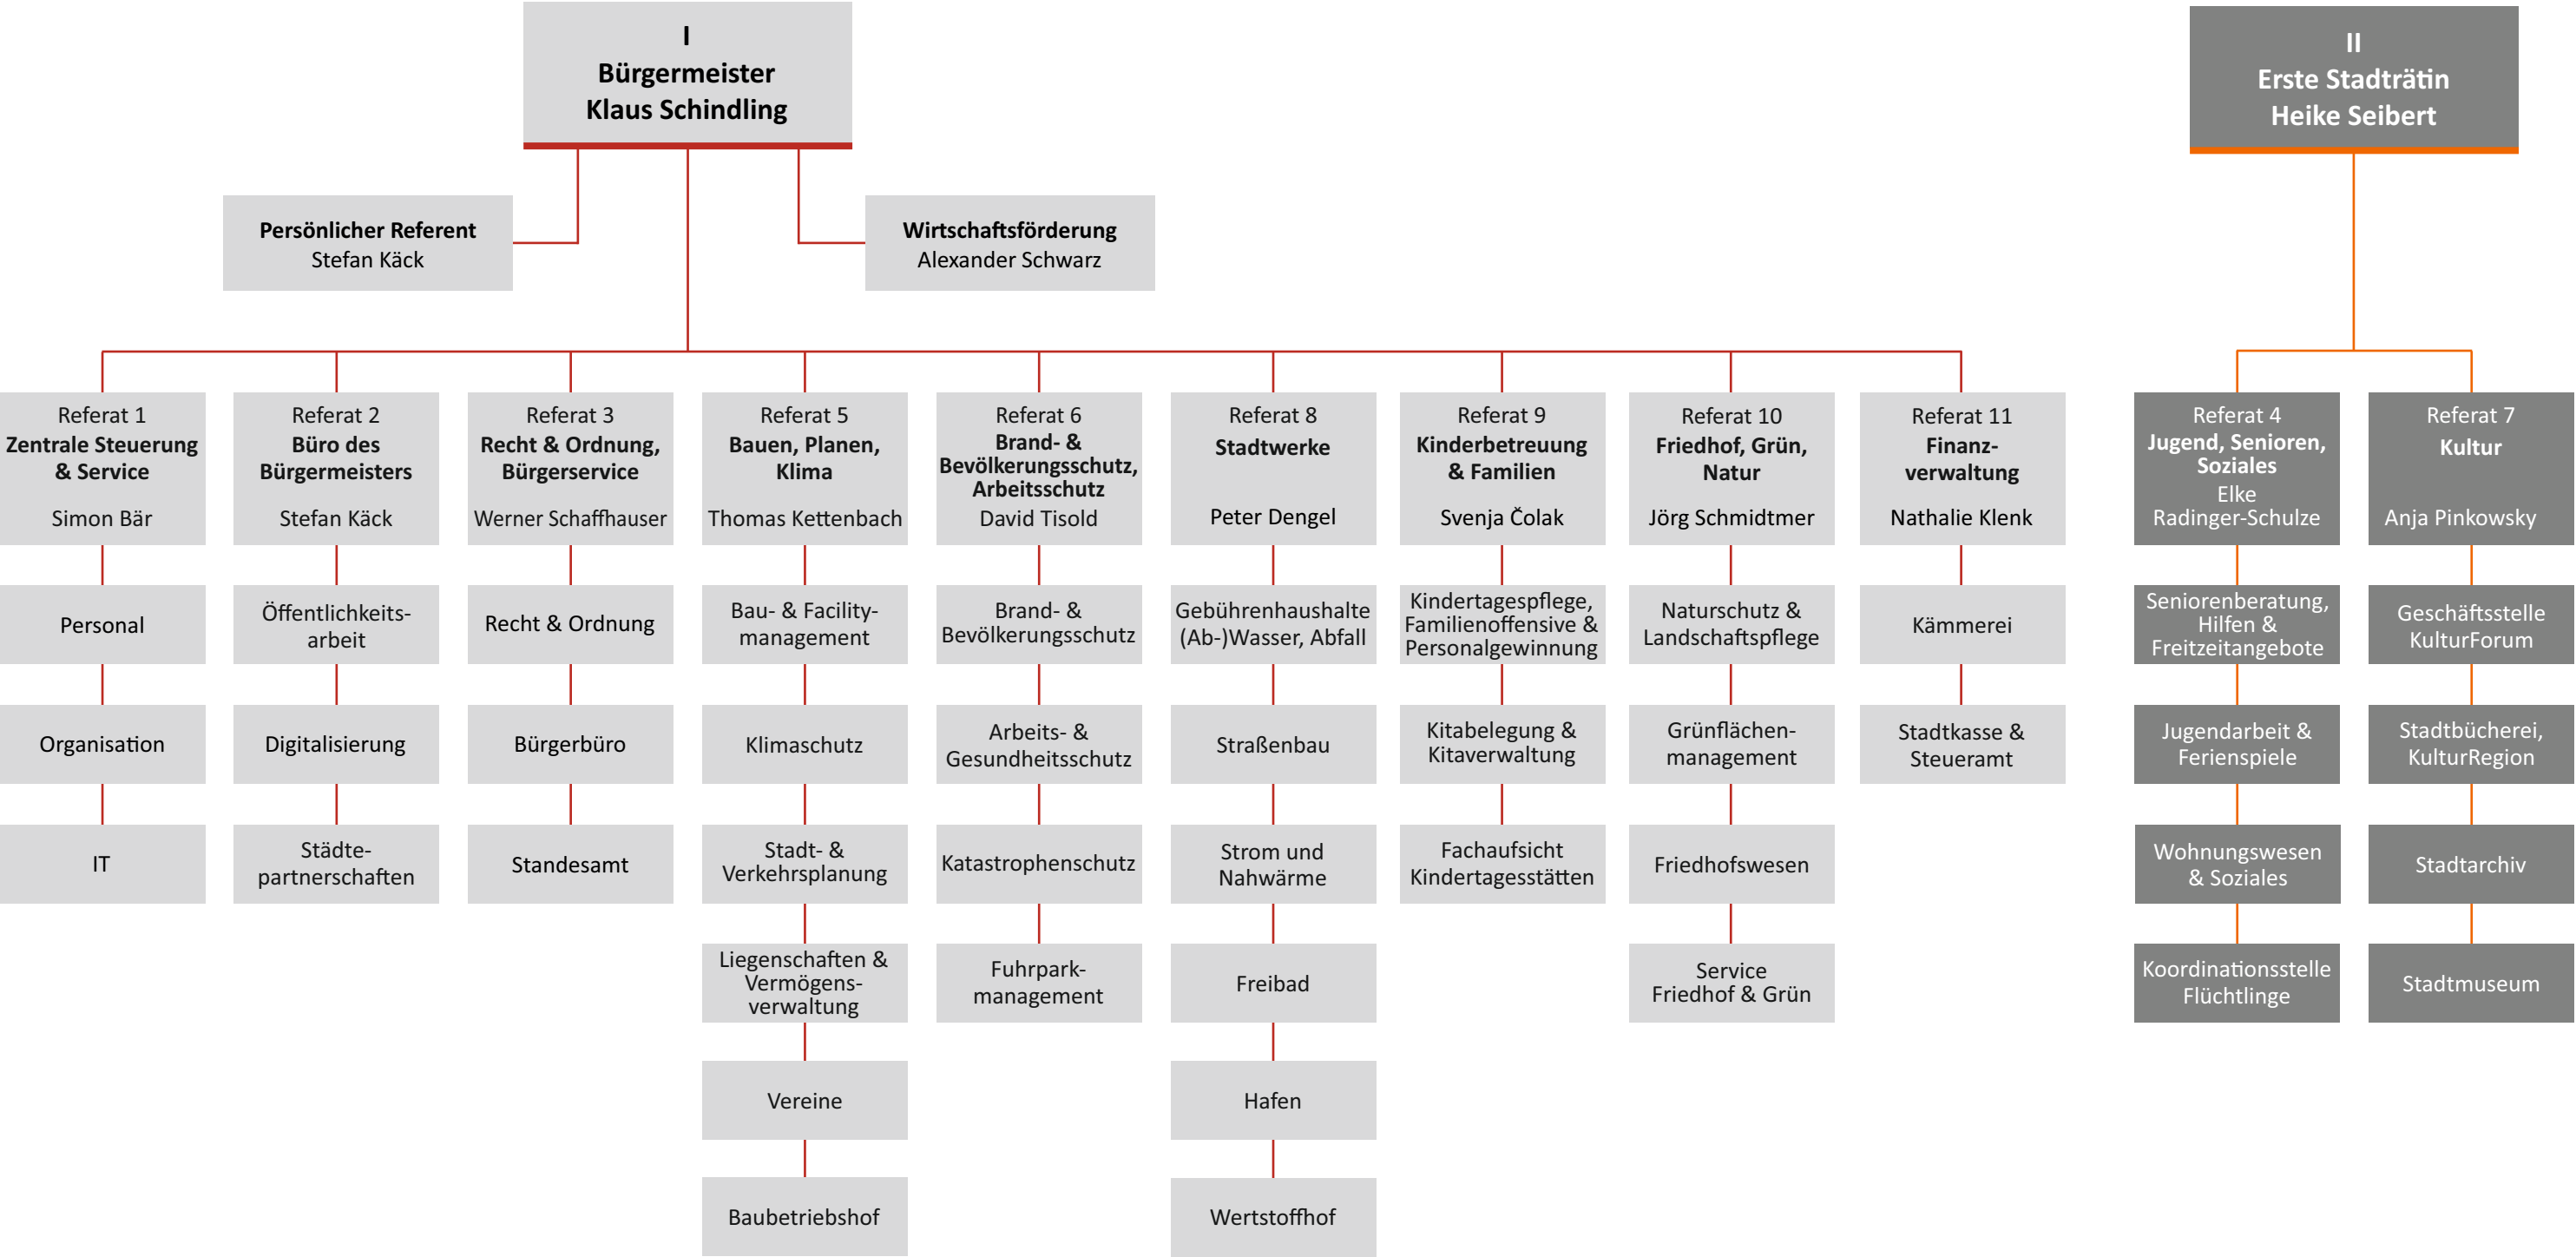 I
Bürgermeister
Klaus Schindling
II
Erste Stadträtin
Heike Seibert
Persönlicher Referent
Stefan Käck
Wirtschaftsförderung
Alexander Schwarz
Referat 1
Zentrale Steuerung
& Service
Simon Bär
Personal
Organisation
IT
Referat 2
Büro des
Bürgermeisters
Stefan Käck
Öffentlichkeits-
arbeit
Digitalisierung
Städte-
partnerschaften
Referat 3
Recht & Ordnung,
Bürgerservice
Werner Schaffhauser
Recht & Ordnung
Bürgerbüro
Standesamt
Referat 5
Bauen, Planen,
Klima
Thomas Kettenbach
Bau- & Facility-
management
Klimaschutz
Stadt- &
Verkehrsplanung
Liegenschaften &
Vermögens-
verwaltung
Vereine
Baubetriebshof
Referat 6
Brand- &
Bevölkerungsschutz,
Arbeitsschutz
David Tisold
Brand- &
Bevölkerungsschutz
Arbeits- &
Gesundheitsschutz
Katastrophenschutz
Fuhrpark-
management
Referat 8
Stadtwerke
Peter Dengel
Gebührenhaushalte
(Ab-)Wasser, Abfall
Straßenbau
Strom und
Nahwärme
Freibad
Hafen
Wertstoffhof
Referat 9
Kinderbetreuung
& Familien
Svenja Čolak
Kindertagespflege,
Familienoffensive &
Personalgewinnung
Kitabelegung &
Kitaverwaltung
Fachaufsicht
Kindertagesstätten
Referat 10
Friedhof, Grün,
Natur
Jörg Schmidtmer
Naturschutz &
Landschaftspflege
Grünflächen-
management
Friedhofswesen
Service
Friedhof & Grün
Referat 11
Finanz-
verwaltung
Nathalie Klenk
Kämmerei
Stadtkasse &
Steueramt
Referat 4
Jugend, Senioren,
Soziales
Elke
Radinger-Schulze
Seniorenberatung,
Hilfen &
Freitzeitangebote
Jugendarbeit &
Ferienspiele
Wohnungswesen
& Soziales
Koordinationsstelle
Flüchtlinge
Referat 7
Kultur
Anja Pinkowsky
Geschäftsstelle
KulturForum
Stadtbücherei,
KulturRegion
Stadtarchiv
Stadtmuseum